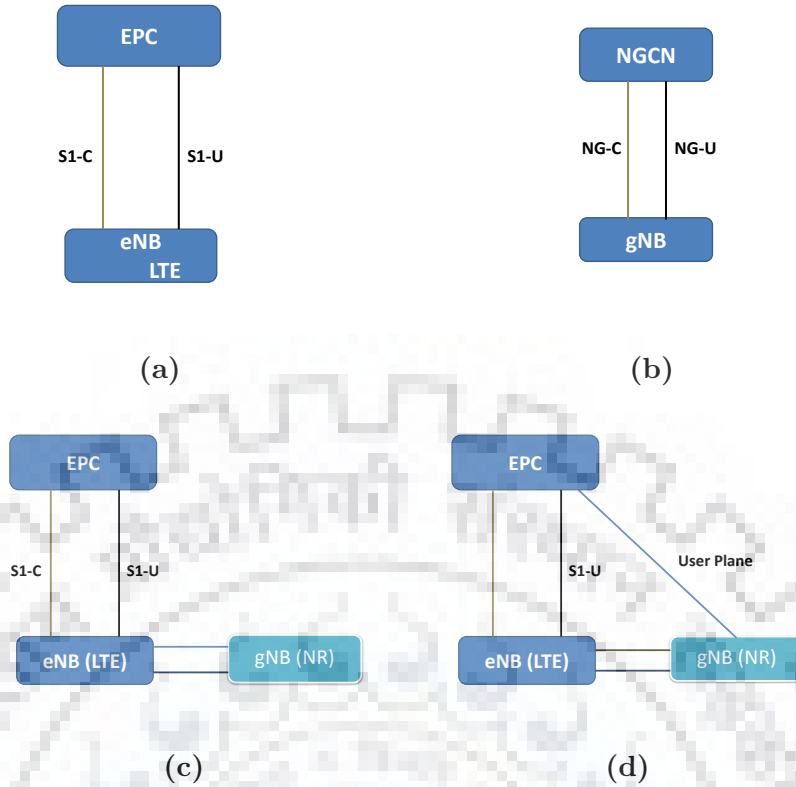 EPC
NGCN
S1-C
S1-U
NG-C
NG-U
eNB
LTE
gNB
(a)
(b)
EPC
EPC
S1-C
S1-U
S1-U
User Plane
eNB (LTE)
gNB (NR)
eNB (LTE)
gNB (NR)
(c)
(d)